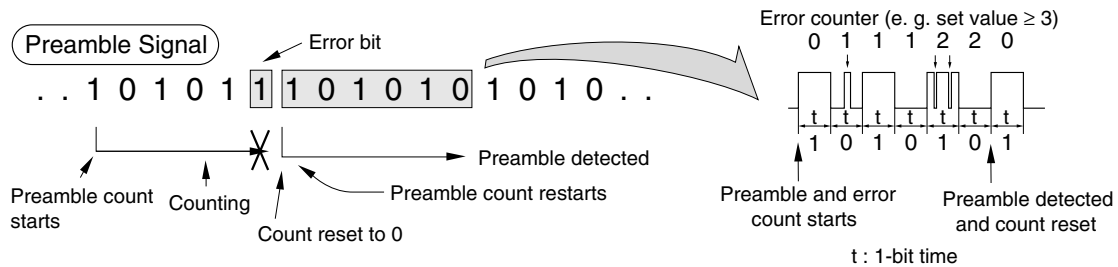 Preamble Signal
Error bit
. . 1 0 1 0 1 1 1 1 0 1 0 1 0 1 0 1 0 . .
Preamble count
starts
Counting
Count reset to 0
Preamble count restarts
Preamble detected
Error counter (e. g. set value ≥ 3)
0 1 1 1 2 2 0
t t t t t t t
1 0 1 0 1 0 1
Preamble and error
count starts
Preamble detected
and count reset
t : 1-bit time